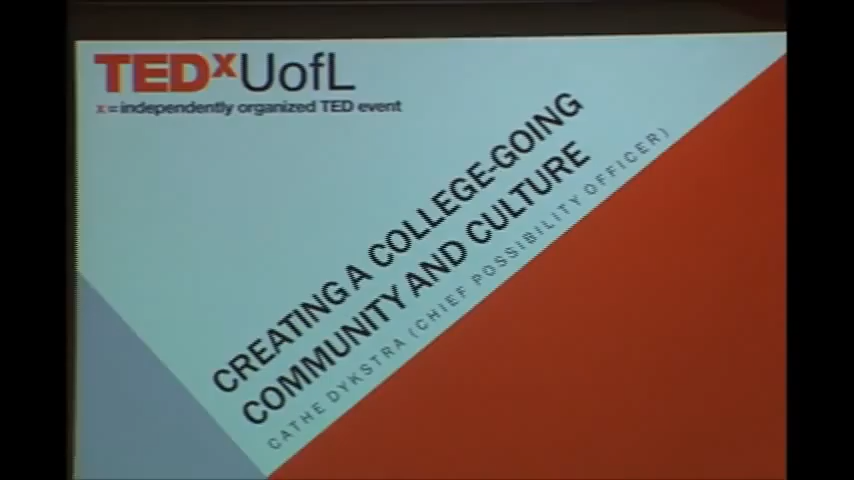 TEDxUofL
x = independently organized TED event
CREATING A COLLEGE-GOING
COMMUNITY AND CULTURE
CATHE DYKSTRA (CHIEF POSSIBILITY OFFICER)